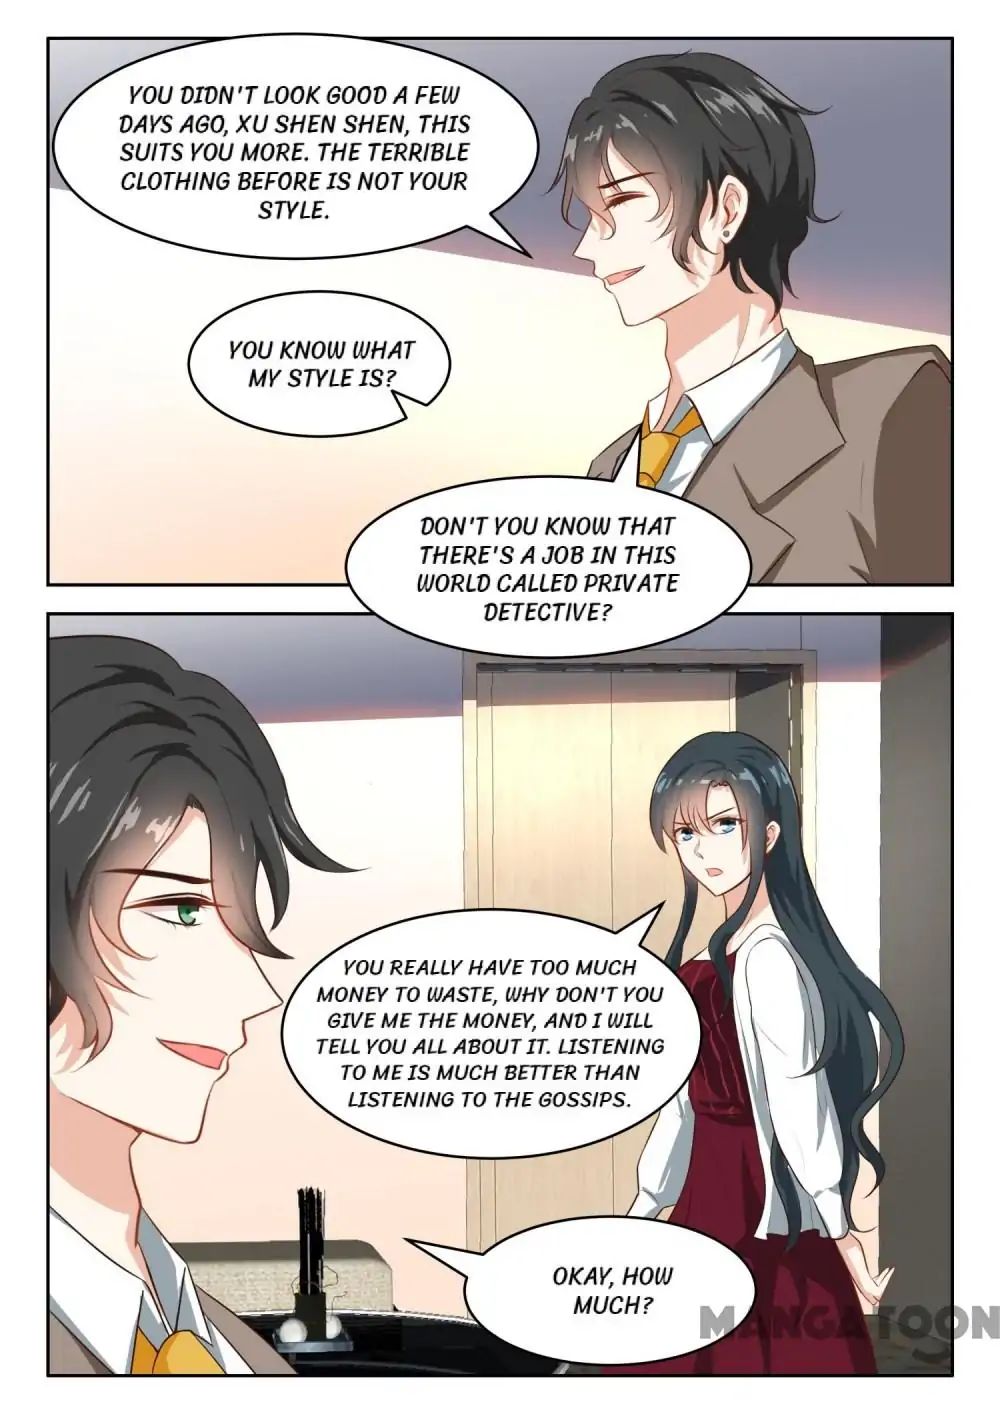 YOU DIDN'T LOOK GOOD A FEW
DAYS AGO, XU SHEN SHEN, THIS
SUITS YOU MORE. THE TERRIBLE
CLOTHING BEFORE IS NOT YOUR
STYLE.
YOU KNOW WHAT
MY STYLE IS?
DON'T YOU KNOW THAT
THERE'S A JOB IN THIS
WORLD CALLED PRIVATE
DETECTIVE?
YOU REALLY HAVE TOO MUCH
MONEY TO WASTE, WHY DON'T YOU
GIVE ME THE MONEY, AND I WILL
TELL YOU ALL ABOUT IT. LISTENING
TO ME IS MUCH BETTER THAN
LISTENING TO THE GOSSIPS.
OKAY, HOW
MUCH?
MANGATOON